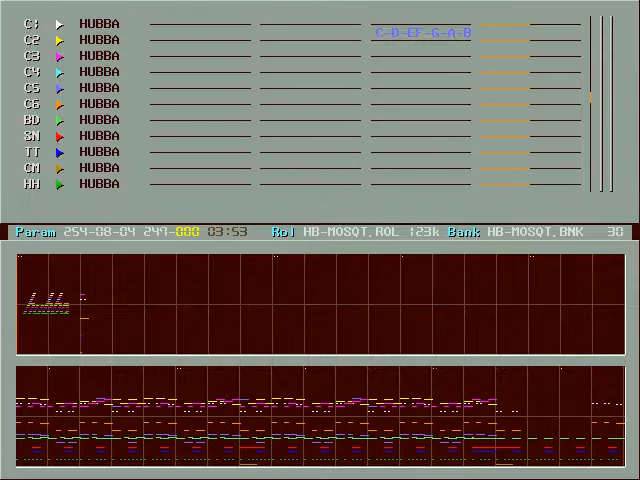 C1 HUBBA
C-D-EF-G-A-B
C2 HUBBA
C3 HUBBA
C4 HUBBA
C5 HUBBA
C6 HUBBA
BD HUBBA
SN HUBBA
TT HUBBA
CM HUBBA
HH HUBBA
Param 254-08-04 247-000 03:53 Rol HB-MOSQT.ROL 123k Bank HB-MOSQT.BNK 30